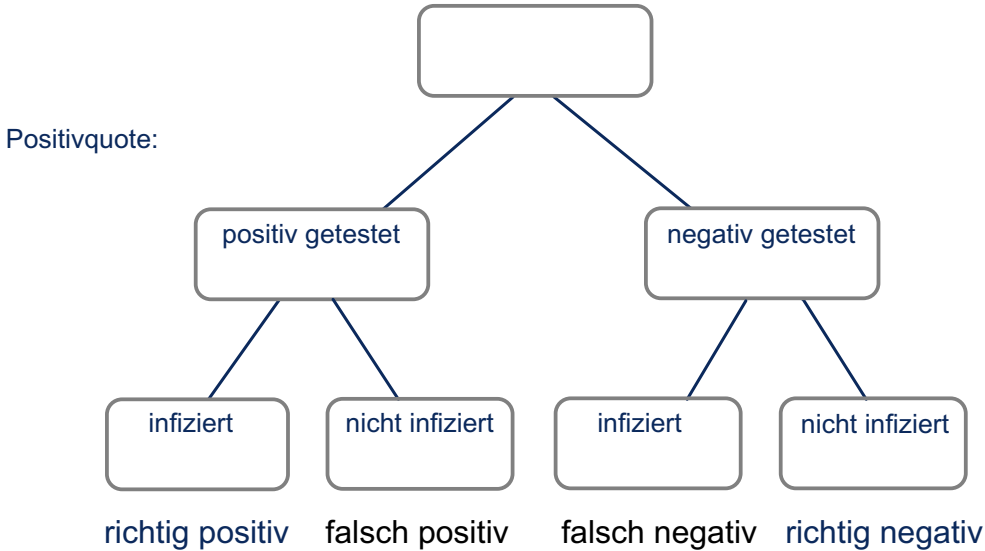 Positivquote:
positiv getestet
negativ getestet
infiziert
nicht infiziert
infiziert
nicht infiziert
richtig positiv
falsch positiv
falsch negativ
richtig negativ